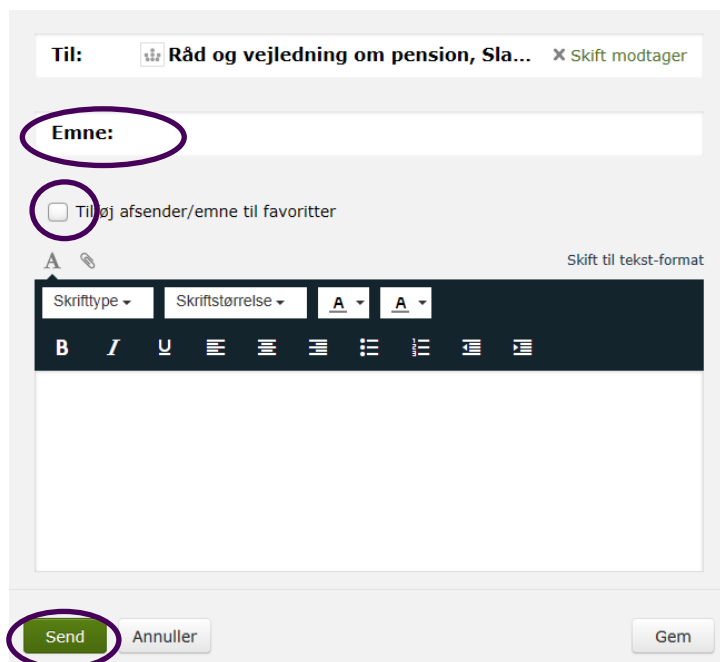 Til: Råd og vejledning om pension, Sla... Skift modtager
Emne:
Tilføj afsender/emne til favoritter
A Skift til tekst-format
Skrifttype Skriftstørrelse A A
B I U
Send Annuller Gem